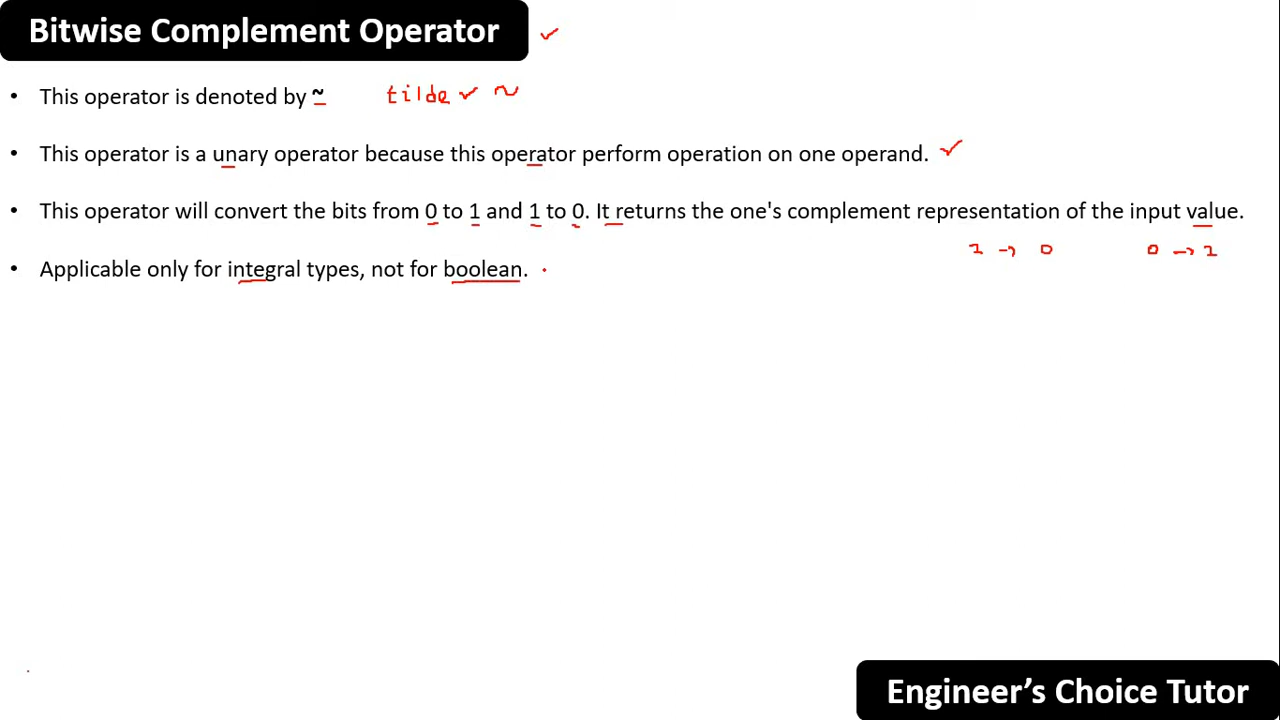 Bitwise Complement Operator
• This operator is denoted by ~ tilde ~
• This operator is a unary operator because this operator perform operation on one operand.
• This operator will convert the bits from 0 to 1 and 1 to 0. It returns the one's complement representation of the input value.
1 → 0 0 → 1
• Applicable only for integral types, not for boolean.
Engineer’s Choice Tutor